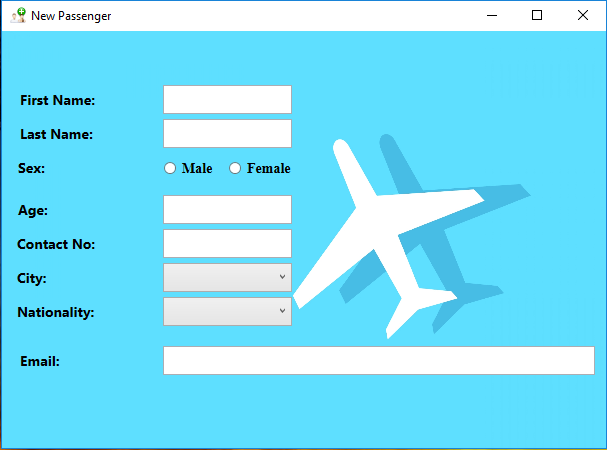 New Passenger
First Name:
Last Name:
Sex: Male Female
Age:
Contact No:
City:
Nationality:
Email: